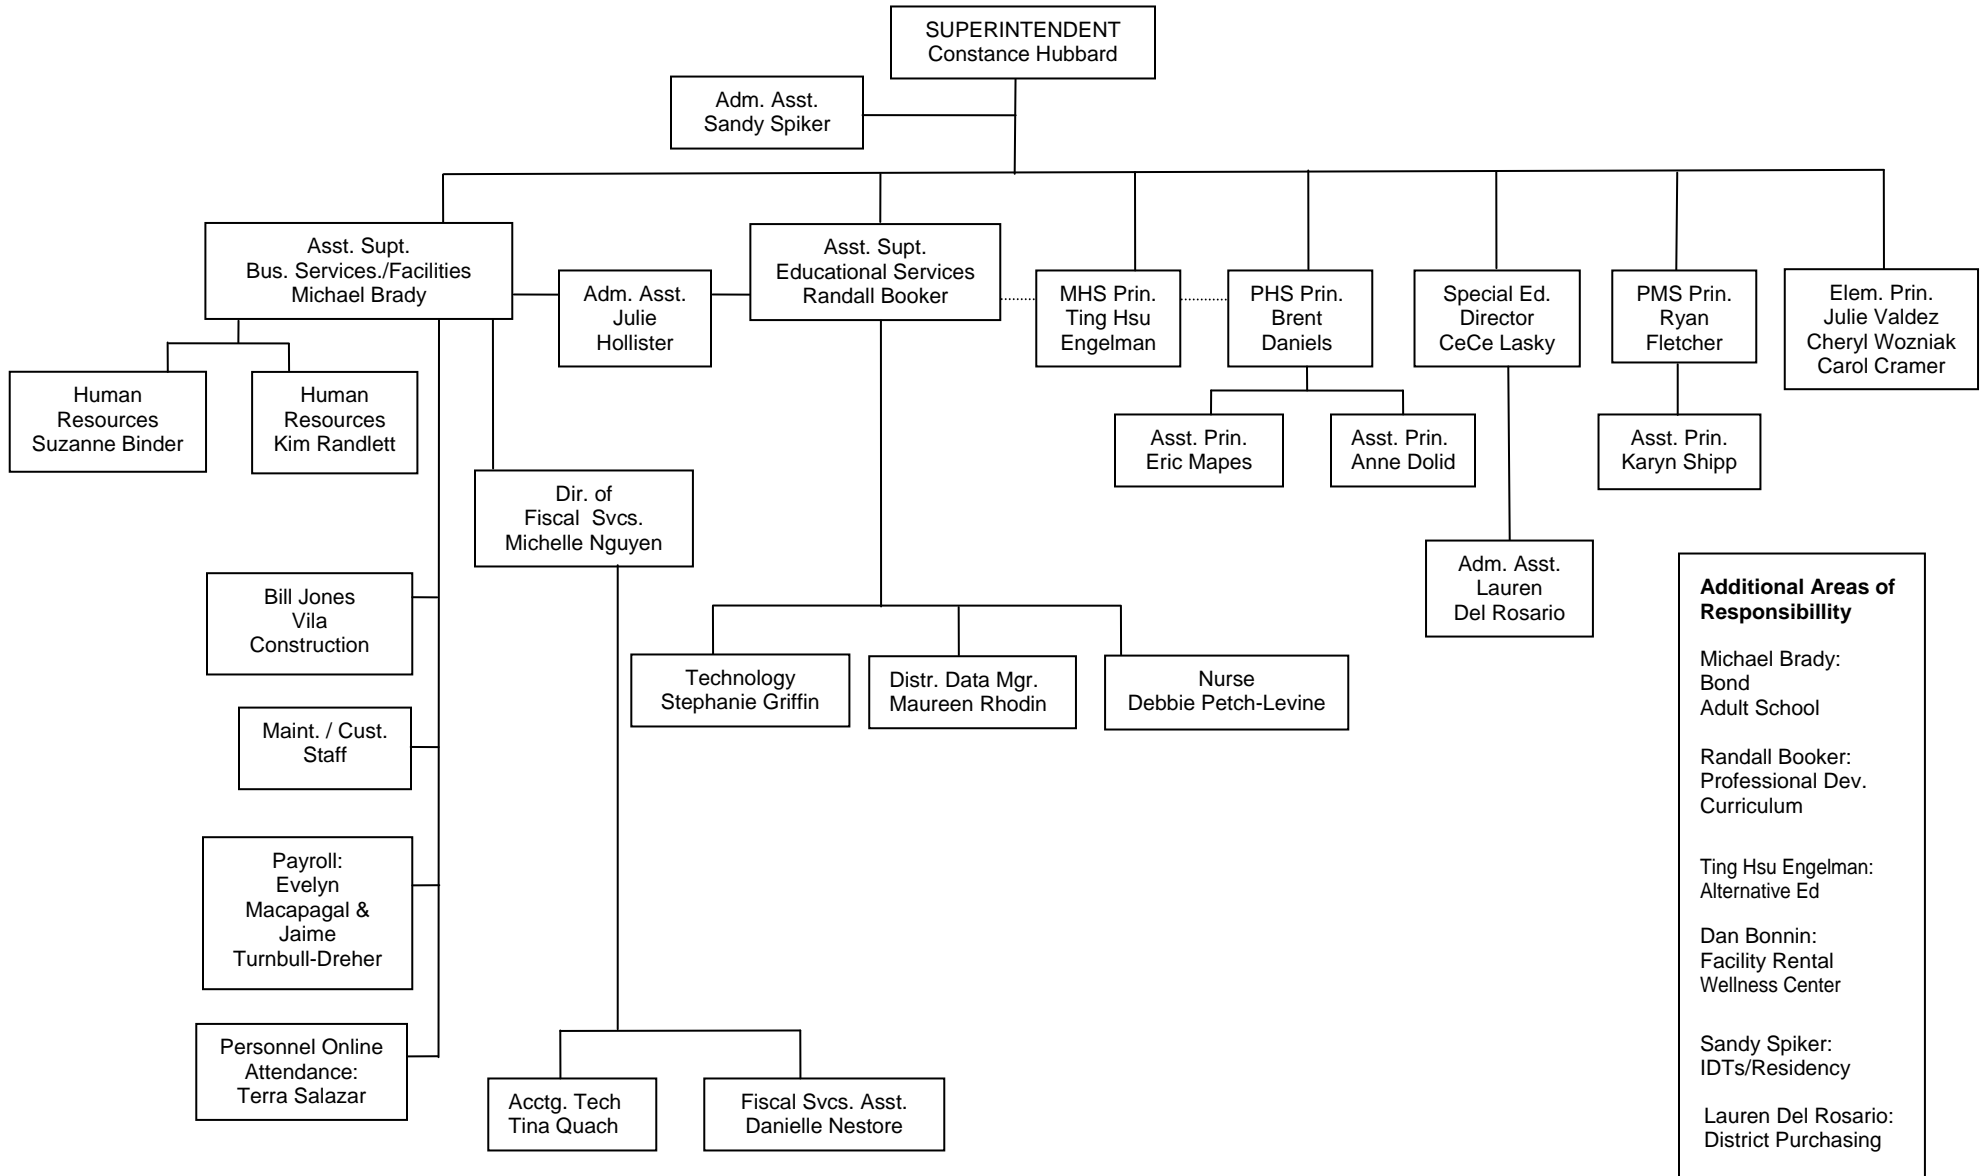 SUPERINTENDENT
Constance Hubbard
Adm. Asst.
Sandy Spiker
Asst. Supt.
Bus. Services./Facilities
Michael Brady
Adm. Asst.
Julie
Hollister
Asst. Supt.
Educational Services
Randall Booker
MHS Prin.
Ting Hsu
Engelman
PHS Prin.
Brent
Daniels
Special Ed.
Director
CeCe Lasky
PMS Prin.
Ryan
Fletcher
Elem. Prin.
Julie Valdez
Cheryl Wozniak
Carol Cramer
Human
Resources
Suzanne Binder
Human
Resources
Kim Randlett
Asst. Prin.
Eric Mapes
Asst. Prin.
Anne Dolid
Asst. Prin.
Karyn Shipp
Dir. of
Fiscal Svcs.
Michelle Nguyen
Adm. Asst.
Lauren
Del Rosario
Bill Jones
Vila
Construction
Technology
Stephanie Griffin
Distr. Data Mgr.
Maureen Rhodin
Nurse
Debbie Petch-Levine
Maint. / Cust.
Staff
Payroll:
Evelyn
Macapagal &
Jaime
Turnbull-Dreher
Personnel Online
Attendance:
Terra Salazar
Acctg. Tech
Tina Quach
Fiscal Svcs. Asst.
Danielle Nestore
Additional Areas of
Responsibillity
Michael Brady:
Bond
Adult School
Randall Booker:
Professional Dev.
Curriculum
Ting Hsu Engelman:
Alternative Ed
Dan Bonnin:
Facility Rental
Wellness Center
Sandy Spiker:
IDTs/Residency
Lauren Del Rosario:
District Purchasing